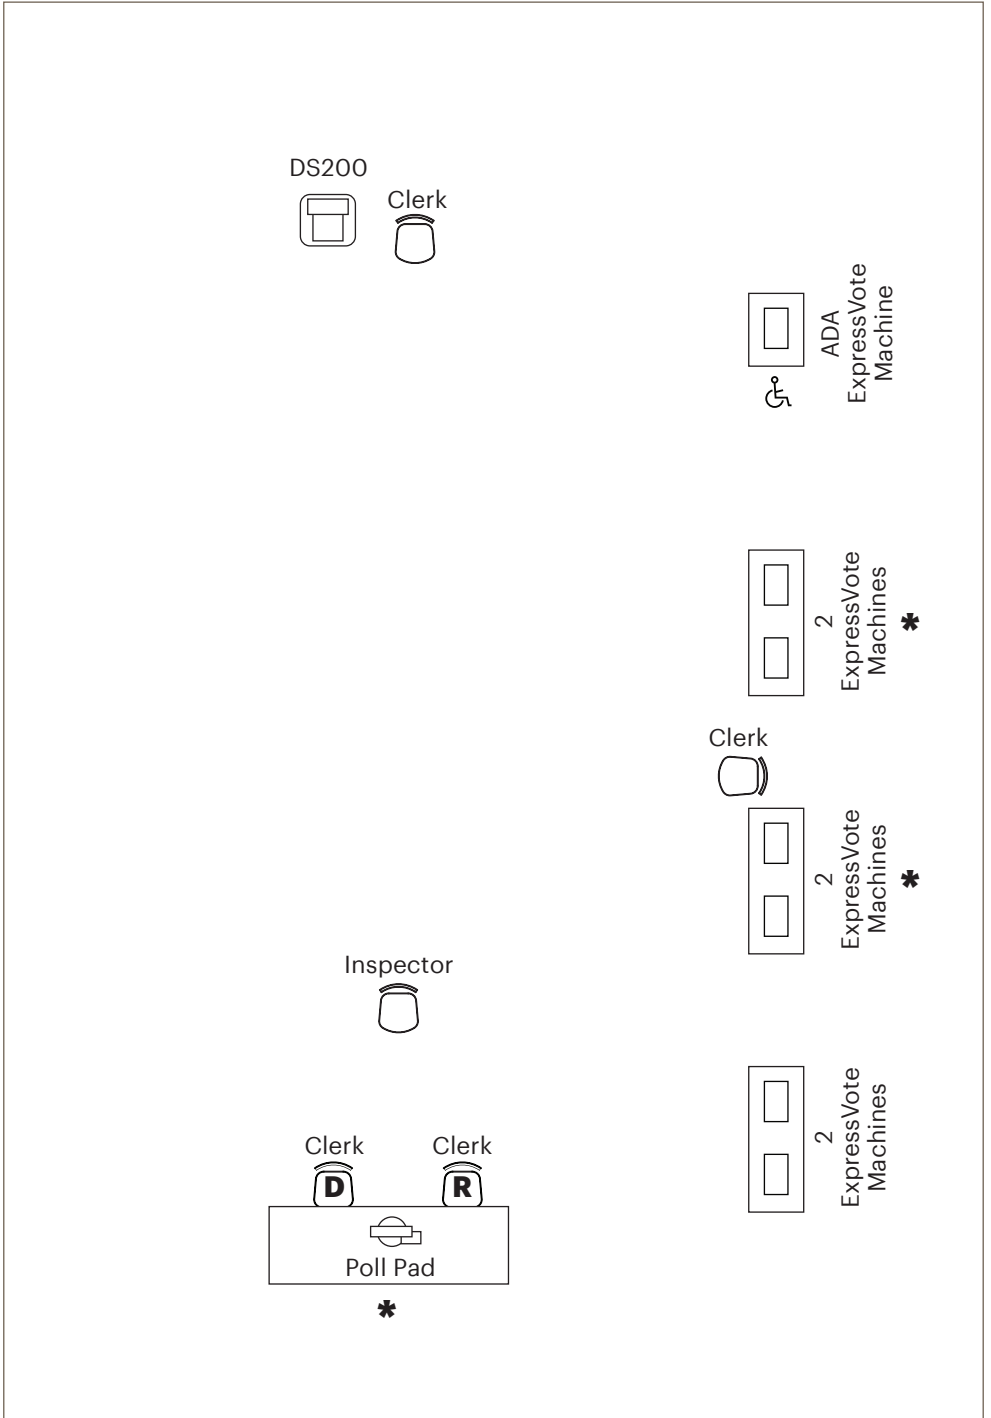 DS200
Clerk
ADA
ExpressVote
Machine
2
ExpressVote
Machines
*
Clerk
2
ExpressVote
Machines
*
Inspector
2
ExpressVote
Machines
Clerk
Clerk
D
R
Poll Pad
*